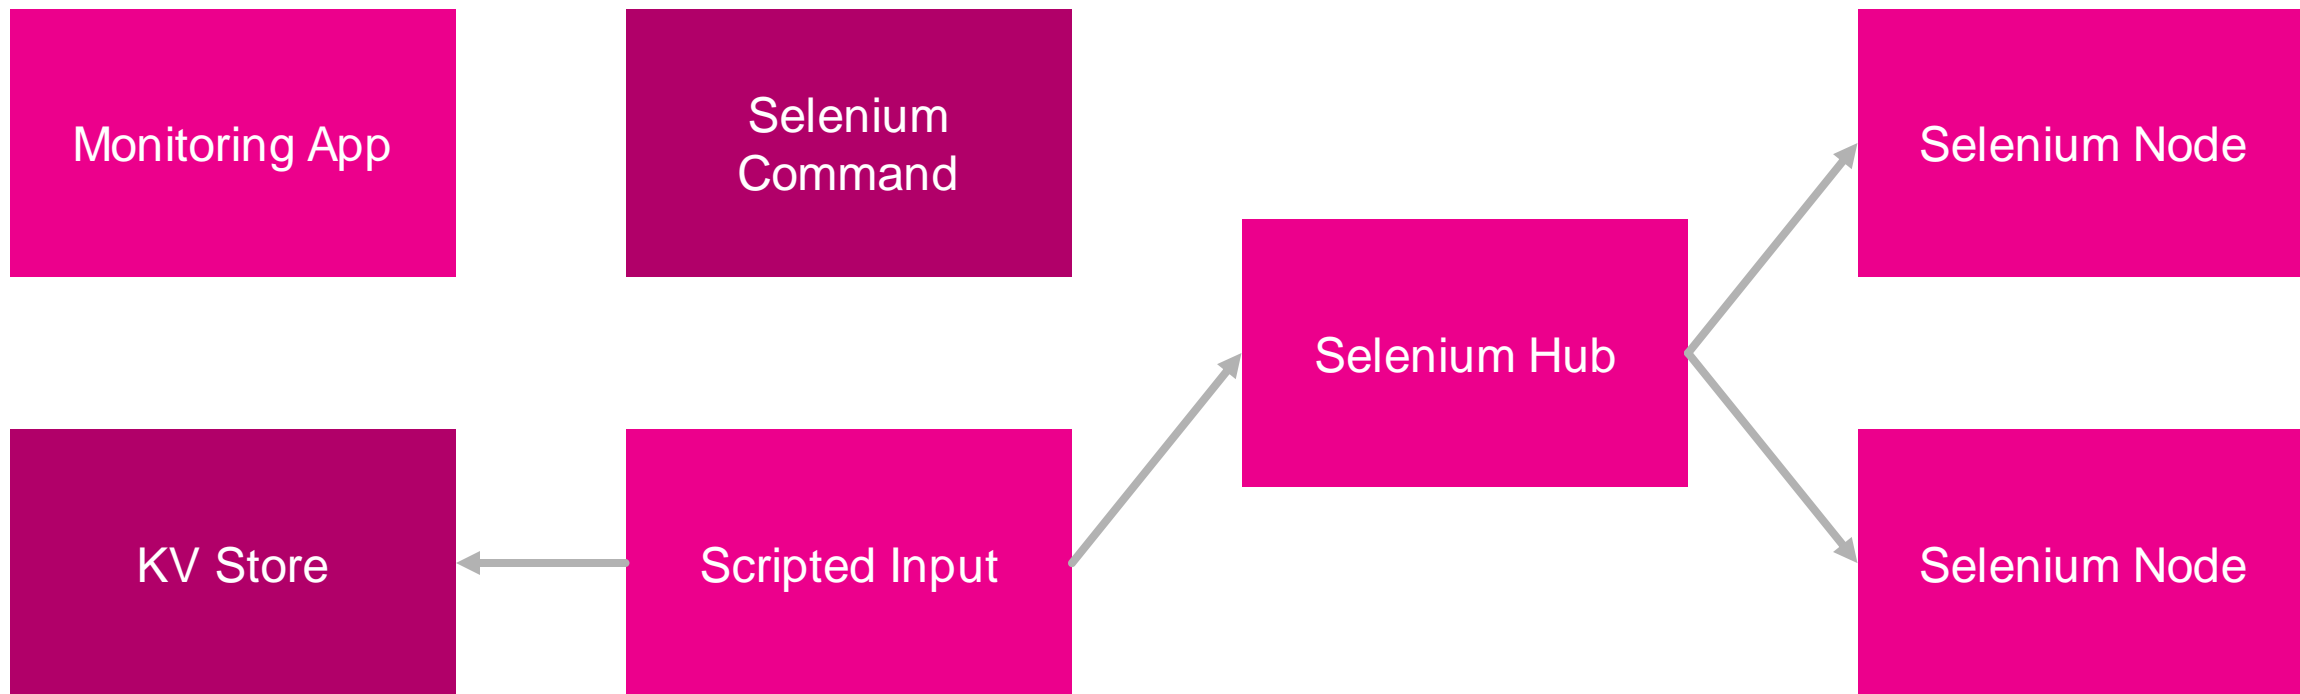 Monitoring App
Selenium
Command
Selenium Node
Selenium Hub
KV Store
Scripted Input
Selenium Node